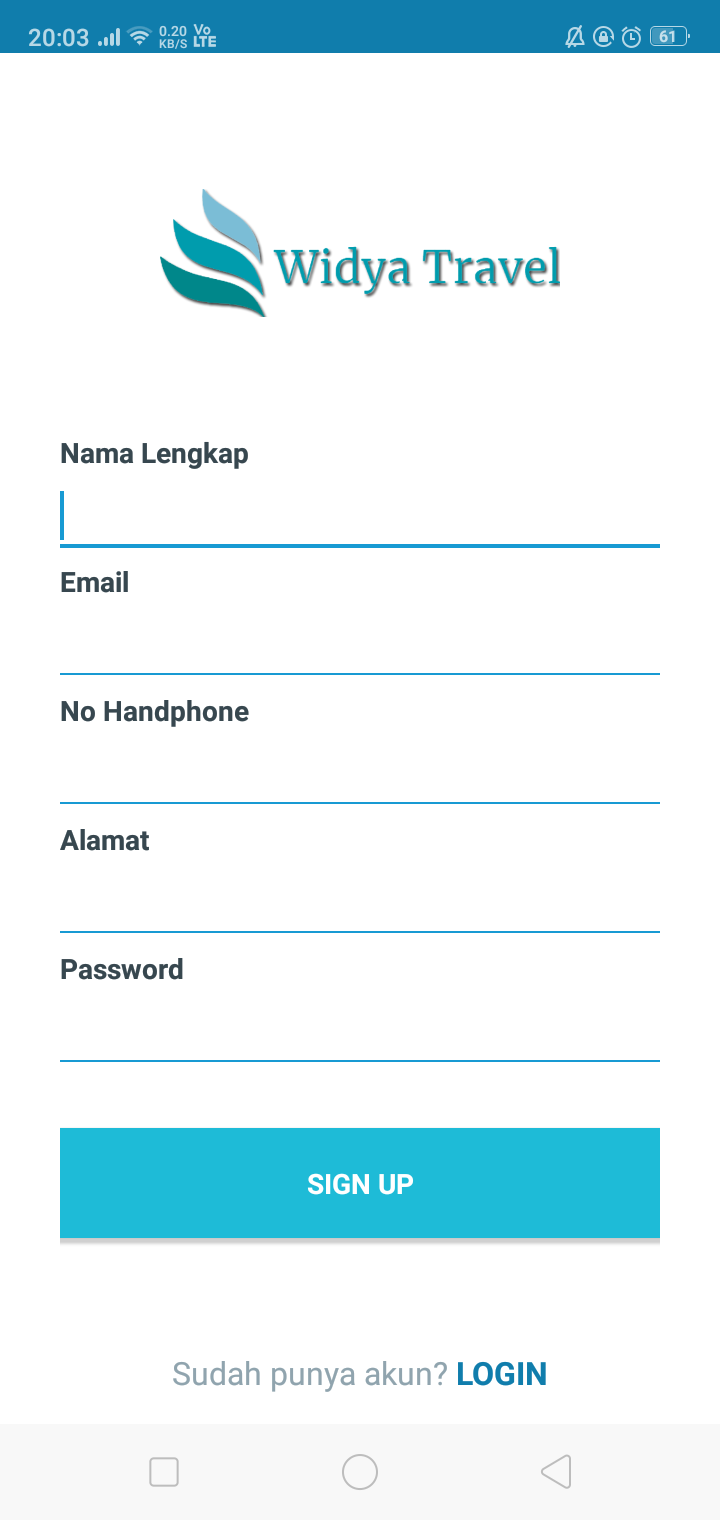 20:03 0.20 KB/S Vo LTE 61
Widya Travel
Nama Lengkap
Email
No Handphone
Alamat
Password
SIGN UP
Sudah punya akun? LOGIN